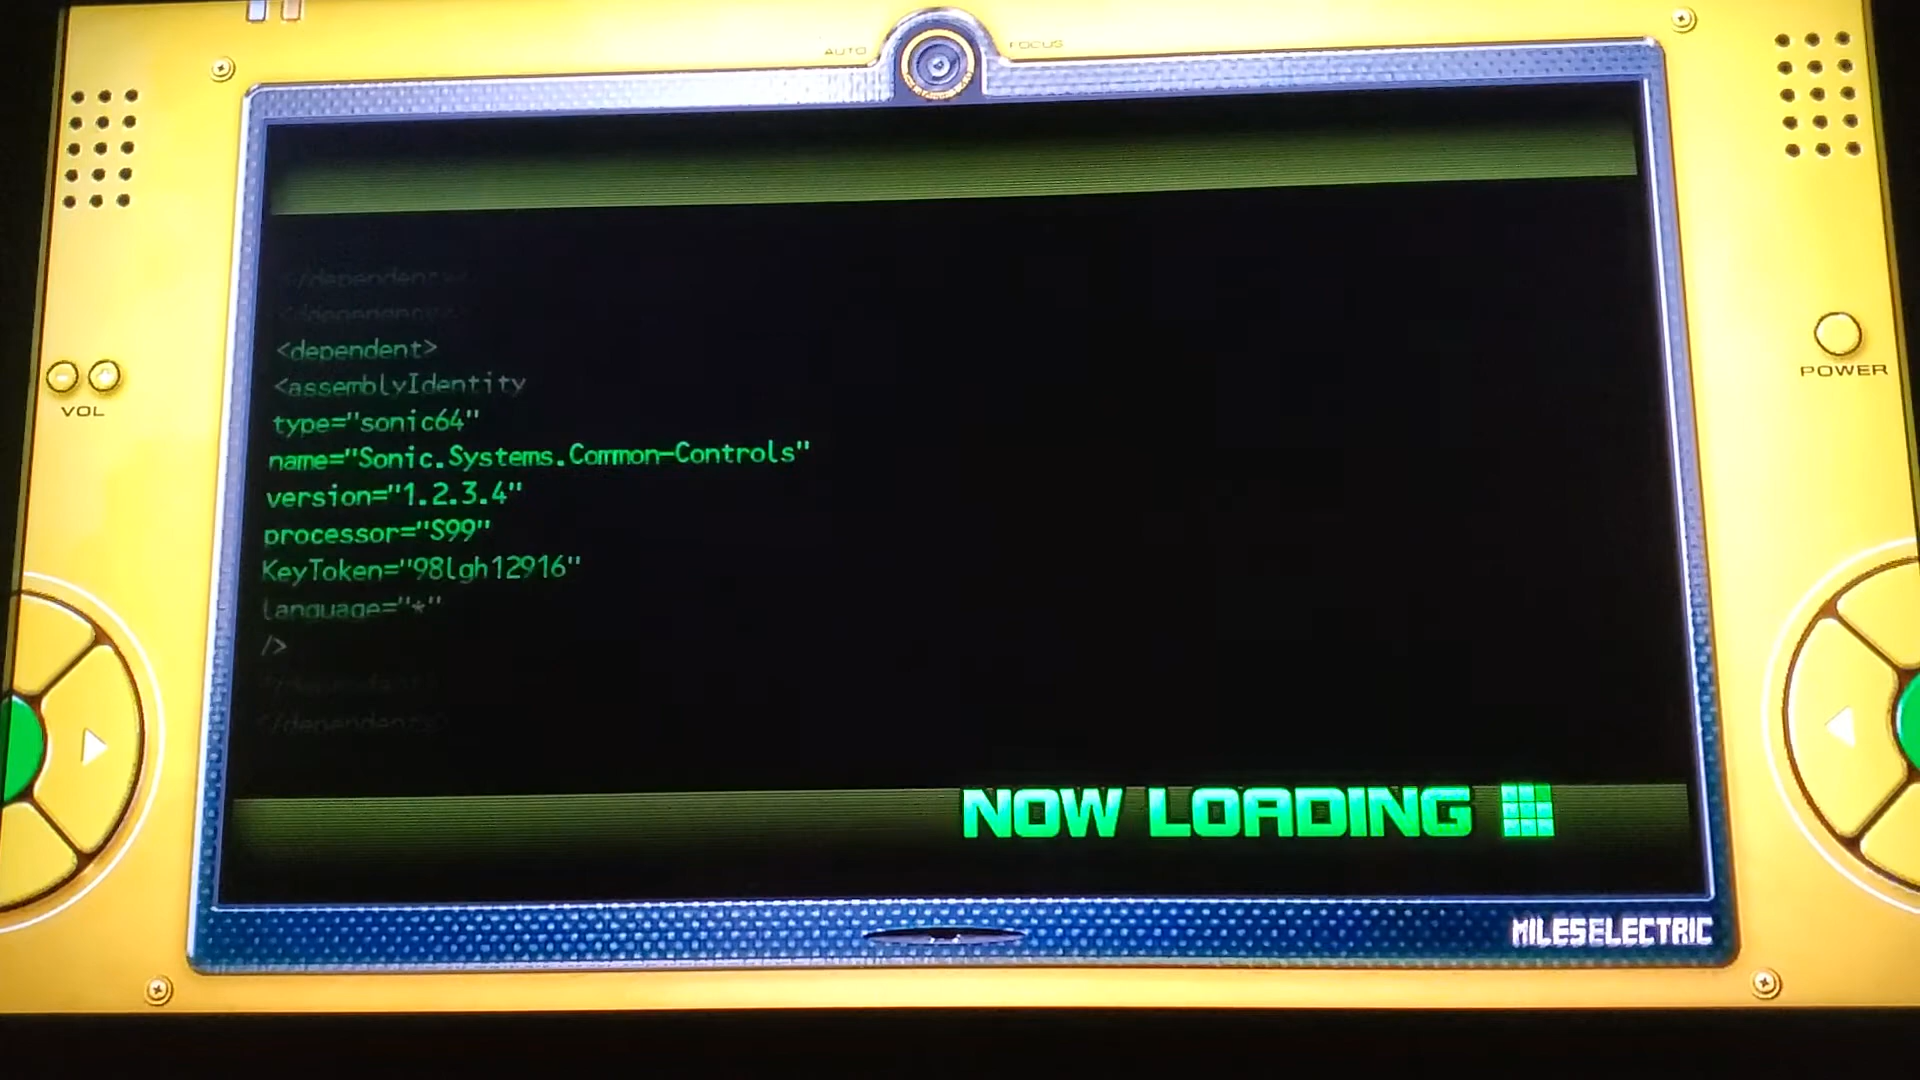 AUTO FOCUS
<dependent>
<assemblyIdentity
type="sonic64"
name="Sonic.Systems.Common-Controls"
version="1.2.3.4"
processor="S99"
KeyToken="98lgh12916"
language="*"
/>
VOL
POWER
NOW LOADING
MILESELECTRIC